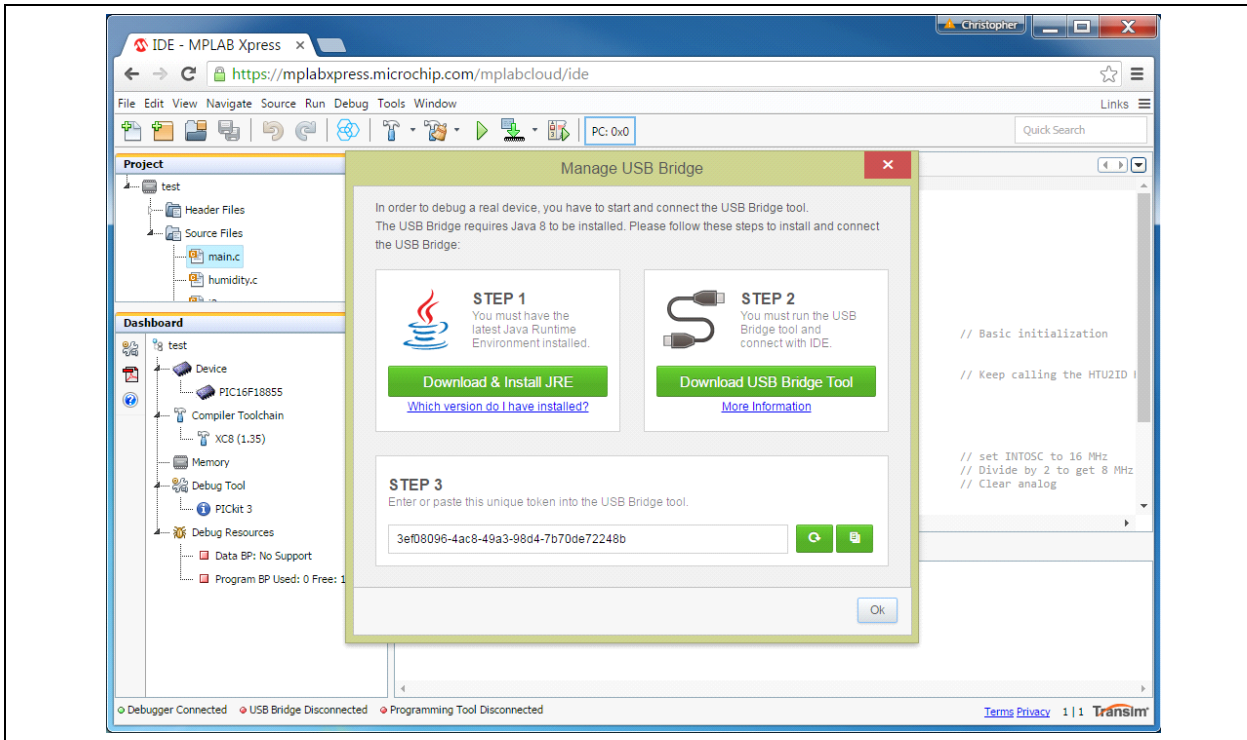 Christopher
IDE - MPLAB Xpress
https://mplabxpress.microchip.com/mplabcloud/ide
File Edit View Navigate Source Run Debug Tools Window
Links
PC: 0x0
Quick Search
Project
test
Header Files
Source Files
main.c
humidity.c
Dashboard
test
Device
PIC16F18855
Compiler Toolchain
XC8 (1.35)
Memory
Debug Tool
PICkit 3
Debug Resources
Data BP: No Support
Program BP Used: 0 Free: 1
Manage USB Bridge
In order to debug a real device, you have to start and connect the USB Bridge tool.
The USB Bridge requires Java 8 to be installed. Please follow these steps to install and connect
the USB Bridge:
STEP 1
You must have the
latest Java Runtime
Environment installed.
Download & Install JRE
Which version do I have installed?
STEP 2
You must run the USB
Bridge tool and
connect with IDE.
Download USB Bridge Tool
More Information
STEP 3
Enter or paste this unique token into the USB Bridge tool.
3ef08096-4ac8-49a3-98d4-7b70de72248b
Ok
// Basic initialization
// Keep calling the HTU2ID
// set INTOSC to 16 MHz
// Divide by 2 to get 8 MHz
// Clear analog
Debugger Connected USB Bridge Disconnected Programming Tool Disconnected
Terms Privacy 1 | 1 Transim